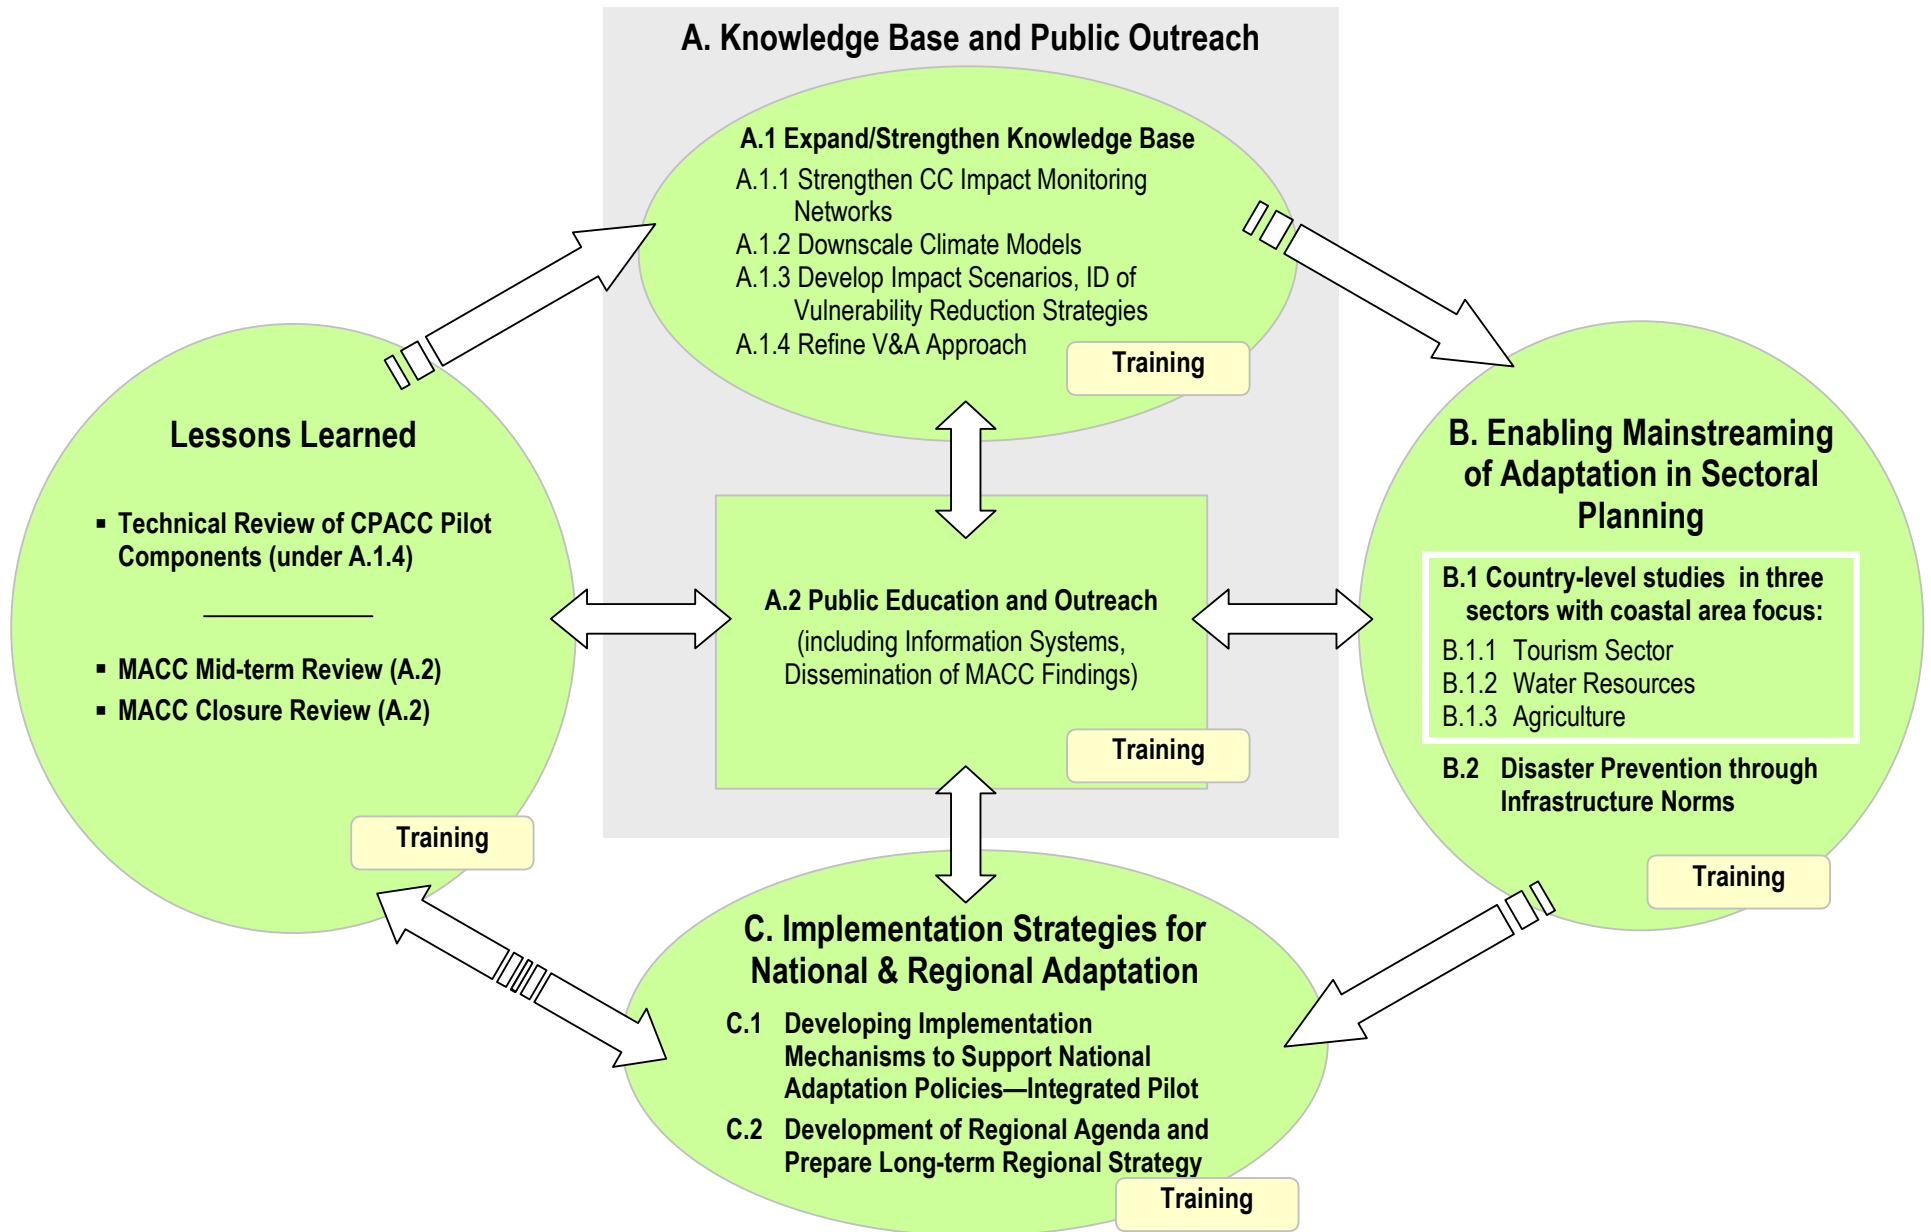 A. Knowledge Base and Public Outreach
A.1 Expand/Strengthen Knowledge Base
A.1.1 Strengthen CC Impact Monitoring
Networks
A.1.2 Downscale Climate Models
A.1.3 Develop Impact Scenarios, ID of
Vulnerability Reduction Strategies
A.1.4 Refine V&A Approach
Training
Lessons Learned
▪ Technical Review of CPACC Pilot
Components (under A.1.4)
▪ MACC Mid-term Review (A.2)
▪ MACC Closure Review (A.2)
Training
A.2 Public Education and Outreach
(including Information Systems,
Dissemination of MACC Findings)
Training
B. Enabling Mainstreaming
of Adaptation in Sectoral
Planning
B.1 Country-level studies in three
sectors with coastal area focus:
B.1.1 Tourism Sector
B.1.2 Water Resources
B.1.3 Agriculture
B.2 Disaster Prevention through
Infrastructure Norms
Training
C. Implementation Strategies for
National & Regional Adaptation
C.1 Developing Implementation
Mechanisms to Support National
Adaptation Policies—Integrated Pilot
C.2 Development of Regional Agenda and
Prepare Long-term Regional Strategy
Training